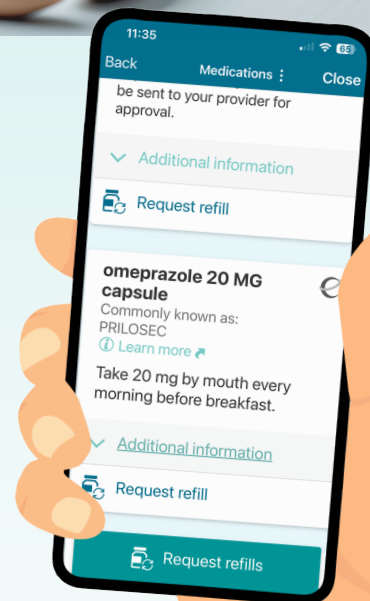 11:35
65
Back
Medications
Close
be sent to your provider for
approval.
Additional information
Request refill
omeprazole 20 MG
capsule
Commonly known as:
PRILOSEC
Learn more
Take 20 mg by mouth every
morning before breakfast.
Additional information
Request refill
Request refills